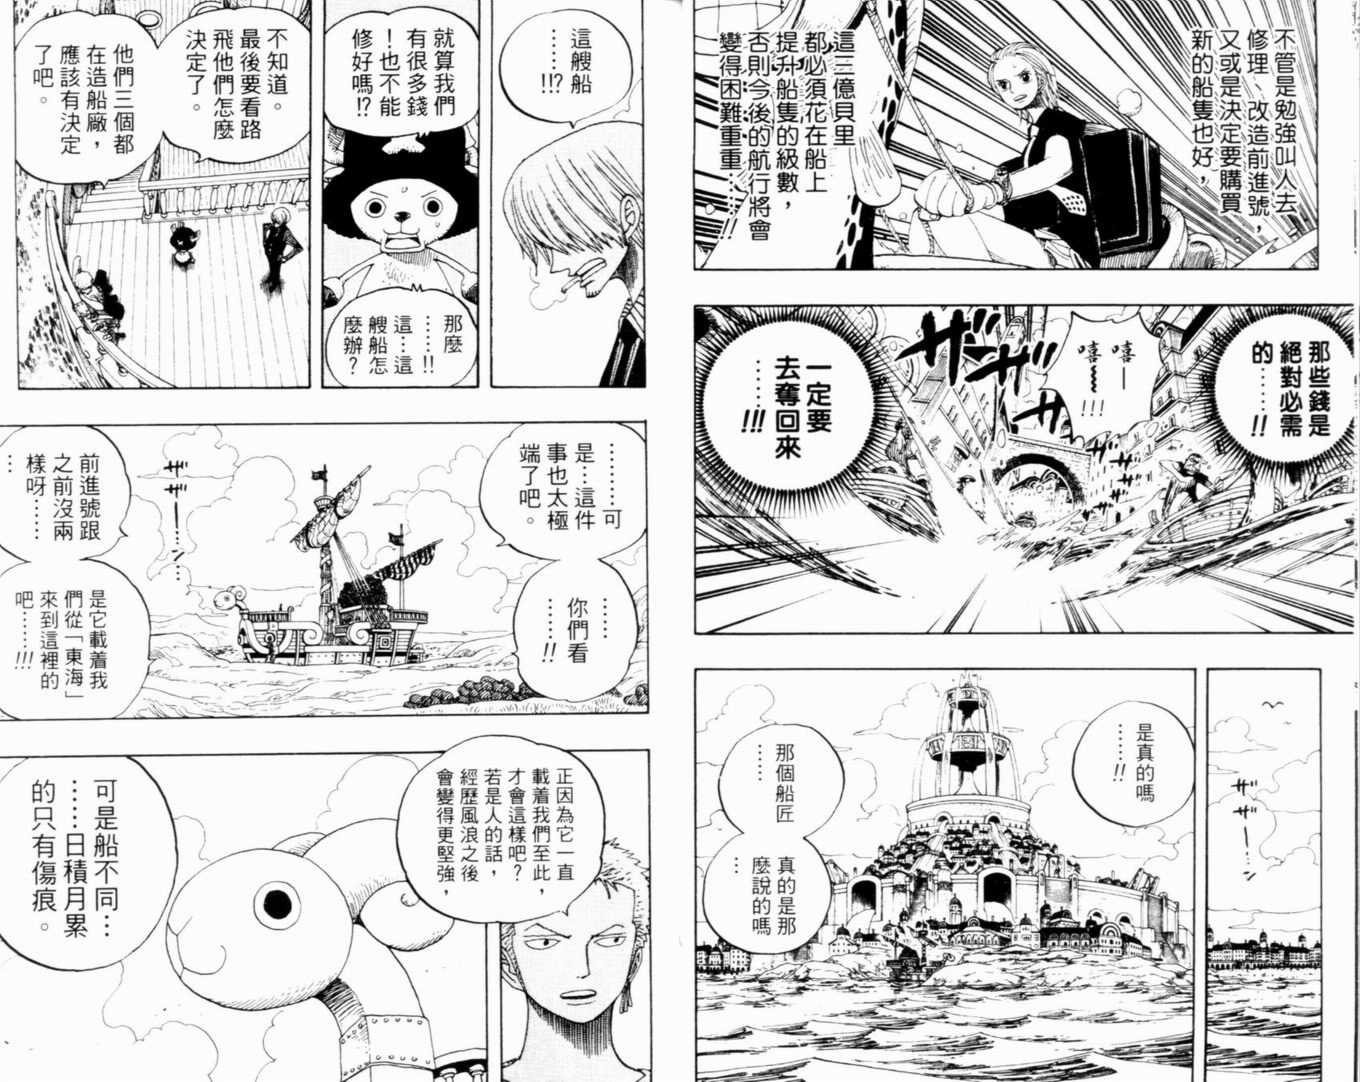 不管是勉強叫人去
修理、改造前進號，
又或是決定要購買
新的船隻也好，
這三億貝里
都必須花在船上
提升船隻的級數，
否則今後的航行將會
變得困難重重…！！
那些錢是
絕對必需
的……！！
嘻—
嘻~~~
！！！
ザザザ
ザザ
一定要
去奪回來
……！！！
ザザ——ン…
是真的嗎
……！！
那個船匠
……
真的是那
麼說的嗎
…
這艘船
……！！？
就算我們
有很多錢
！也不能
修好嗎！？
那麼
……！！
這…這
艘船怎
麼辦？
不知道。
最後要看路
飛他們怎麼
決定了。
他們三個都
在造船廠，
應該有決定
了吧。
………可
是…這件
事也太極
端了吧。
……
你們看
……！！
ザザ——ン…
前進號跟
之前沒兩
樣呀……
…
是它載着我
們從「東海」
來到這裡的
吧……！！！
正因為它一直
載着我們至此，
才會這樣吧？
若是人的話，
經歷風浪之後
會變得更堅強，
可是船不同…
……日積月累
的只有傷痕。